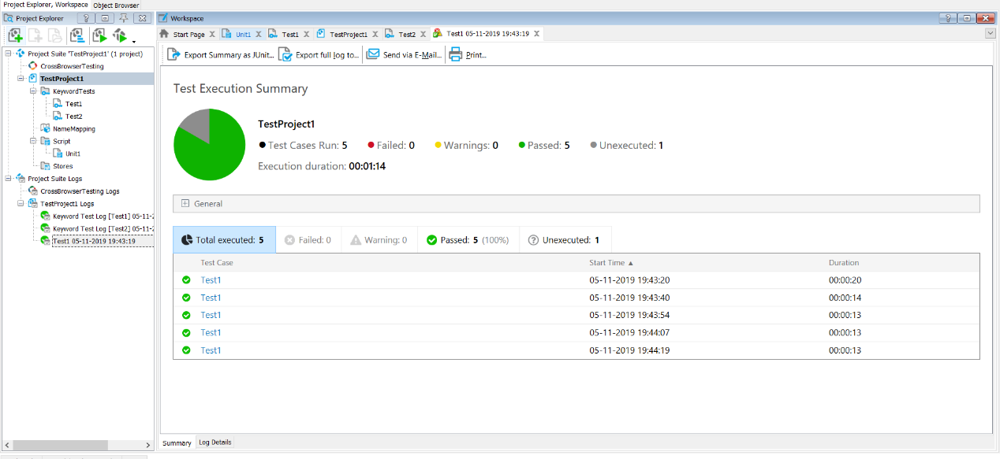 Project Explorer, Workspace Object Browser
Project Explorer
Project Suite 'TestProject1' (1 project)
CrossBrowserTesting
TestProject1
KeywordTests
Test1
Test2
NameMapping
Script
Unit1
Stores
Project Suite Logs
CrossBrowserTesting Logs
TestProject1 Logs
Keyword Test Log [Test1] 05-11-2
Keyword Test Log [Test2] 05-11-2
Test1 05-11-2019 19:43:19
Workspace
Start Page Unit1 Test1 TestProject1 Test2 Test1 05-11-2019 19:43:19
Export Summary as JUnit... Export full log to... Send via E-Mail... Print...
Test Execution Summary
TestProject1
Test Cases Run: 5 Failed: 0 Warnings: 0 Passed: 5 Unexecuted: 1
Execution duration: 00:01:14
General
Total executed: 5 Failed: 0 Warning: 0 Passed: 5 (100%) Unexecuted: 1
Test Case Start Time ▲ Duration
Test1 05-11-2019 19:43:20 00:00:20
Test1 05-11-2019 19:43:40 00:00:14
Test1 05-11-2019 19:43:54 00:00:13
Test1 05-11-2019 19:44:07 00:00:13
Test1 05-11-2019 19:44:19 00:00:13
Summary Log Details